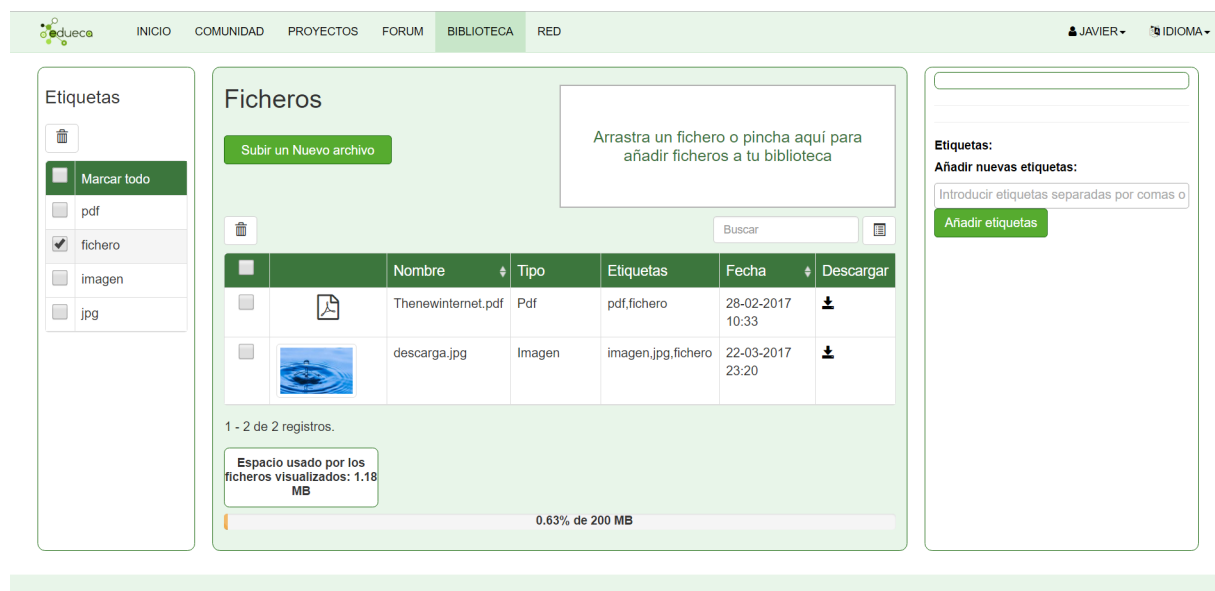 edueca
INICIO
COMUNIDAD
PROYECTOS
FORUM
BIBLIOTECA
RED
JAVIER
IDIOMA
Etiquetas
Marcar todo
pdf
fichero
imagen
jpg
Ficheros
Subir un Nuevo archivo
Arrastra un fichero o pincha aquí para
añadir ficheros a tu biblioteca
Buscar
Nombre Tipo Etiquetas Fecha Descargar
Thenewinternet.pdf Pdf pdf,fichero 28-02-2017
10:33
descarga.jpg Imagen imagen,jpg,fichero 22-03-2017
23:20
1 - 2 de 2 registros.
Espacio usado por los
ficheros visualizados: 1.18
MB
0.63% de 200 MB
Etiquetas:
Añadir nuevas etiquetas:
Introducir etiquetas separadas por comas o
Añadir etiquetas